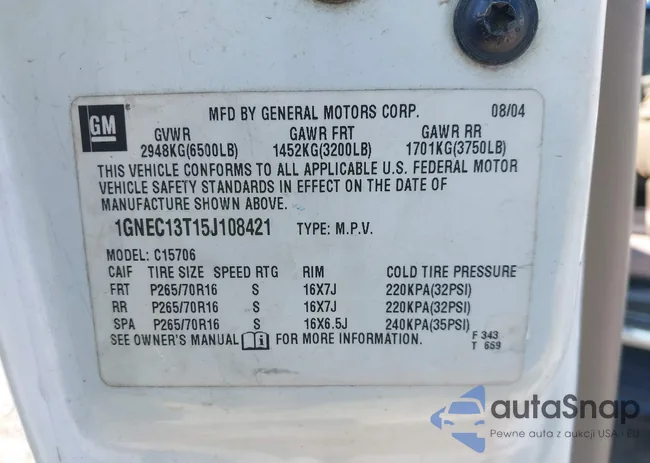 GM
MFD BY GENERAL MOTORS CORP. 08/04
GVWR GAWR FRT GAWR RR
2948KG(6500LB) 1452KG(3200LB) 1701KG(3750LB)
THIS VEHICLE CONFORMS TO ALL APPLICABLE U.S. FEDERAL MOTOR
VEHICLE SAFETY STANDARDS IN EFFECT ON THE DATE OF
MANUFACTURE SHOWN ABOVE.
1GNEC13T15J108421 TYPE: M.P.V.
MODEL: C15706
CAIF TIRE SIZE SPEED RTG RIM COLD TIRE PRESSURE
FRT P265/70R16 S 16X7J 220KPA(32PSI)
RR P265/70R16 S 16X7J 220KPA(32PSI)
SPA P265/70R16 S 16X6.5J 240KPA(35PSI)
SEE OWNER'S MANUAL i FOR MORE INFORMATION.
F 343
T 659
autaSnap
Pewne auta z aukcji USA - EU